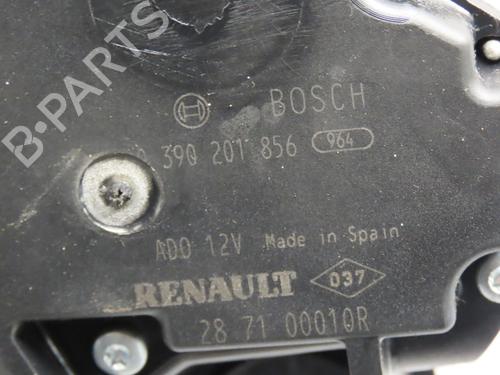 B-PARTS
BOSCH
0 390 201 856 964
ADO 12V Made in Spain
RENAULT D37
28 71 00010R